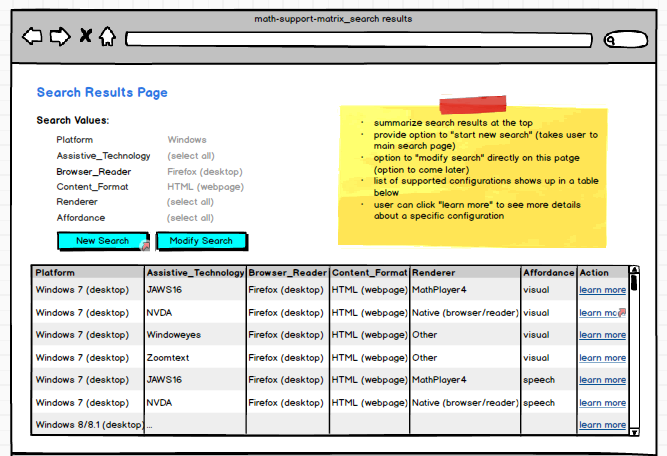 math-support-matrix_search results
Search Results Page
Search Values:
Platform Windows
Assistive_Technology (select all)
Browser_Reader Firefox (desktop)
Content_Format HTML (webpage)
Renderer (select all)
Affordance (select all)
New Search Modify Search
· summarize search results at the top
· provide option to "start new search" (takes user to
main search page)
· option to "modify search" directly on this patge
(option to come later)
· list of supported configurations shows up in a table
below
· user can click "learn more" to see more details
about a specific configuration
Platform Assistive_Technology Browser_Reader Content_Format Renderer Affordance Action
Windows 7 (desktop) JAWS16 Firefox (desktop) HTML (webpage) MathPlayer4 visual learn more
Windows 7 (desktop) NVDA Firefox (desktop) HTML (webpage) Native (browser/reader) visual learn mo
Windows 7 (desktop) Windoweyes Firefox (desktop) HTML (webpage) Other visual learn more
Windows 7 (desktop) Zoomtext Firefox (desktop) HTML (webpage) Other visual learn more
Windows 7 (desktop) JAWS16 Firefox (desktop) HTML (webpage) MathPlayer4 speech learn more
Windows 7 (desktop) NVDA Firefox (desktop) HTML (webpage) Native (browser/reader) speech learn more
Windows 8/8.1 (desktop) ... learn more